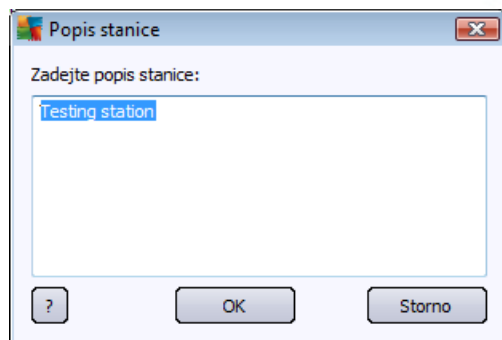 Popis stanice
Zadejte popis stanice:
Testing station
?
OK
Storno